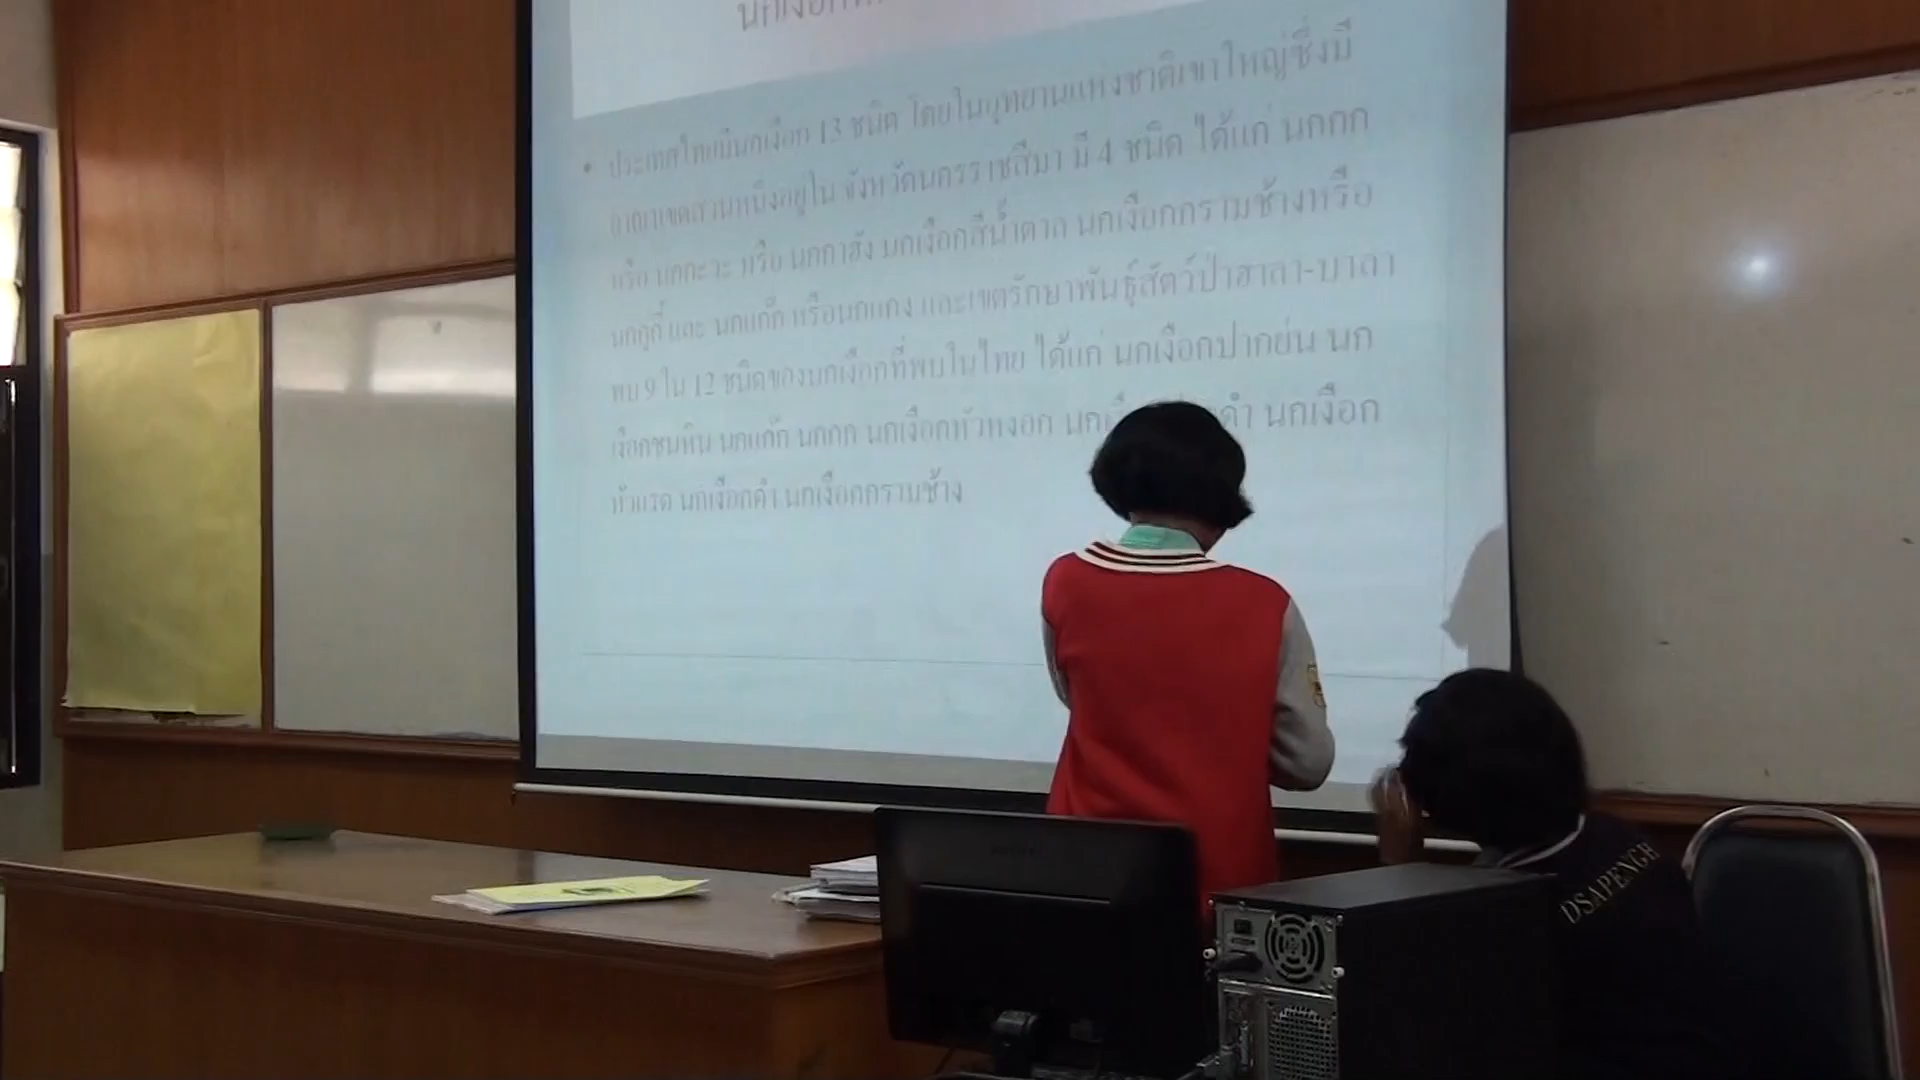 นกเงือก
• ประเทศไทยมีนกเงือก 13 ชนิด โดยในอุทยานแห่งชาติเขาใหญ่ซึ่งมี
อาณาเขตส่วนหนึ่งอยู่ใน จังหวัดนครราชสีมา มี 4 ชนิด ได้แก่ นกกก
หรือ นกกะวะ หรือ นกกาฮัง นกเงือกสีน้ำตาล นกเงือกกรามช้างหรือ
นกกู๋กี๋ และ นกแก๊ก หรือนกแกง และเขตรักษาพันธุ์สัตว์ป่าฮาลา-บาลา
พบ 9 ใน 12 ชนิดของนกเงือกที่พบในไทย ได้แก่ นกเงือกปากย่น นก
เงือกชนหิน นกแก๊ก นกกก นกเงือกหัวหงอก ดำ นกเงือก
หัวแรด นกเงือกดำ นกเงือกกรามช้าง
DSAPENGH